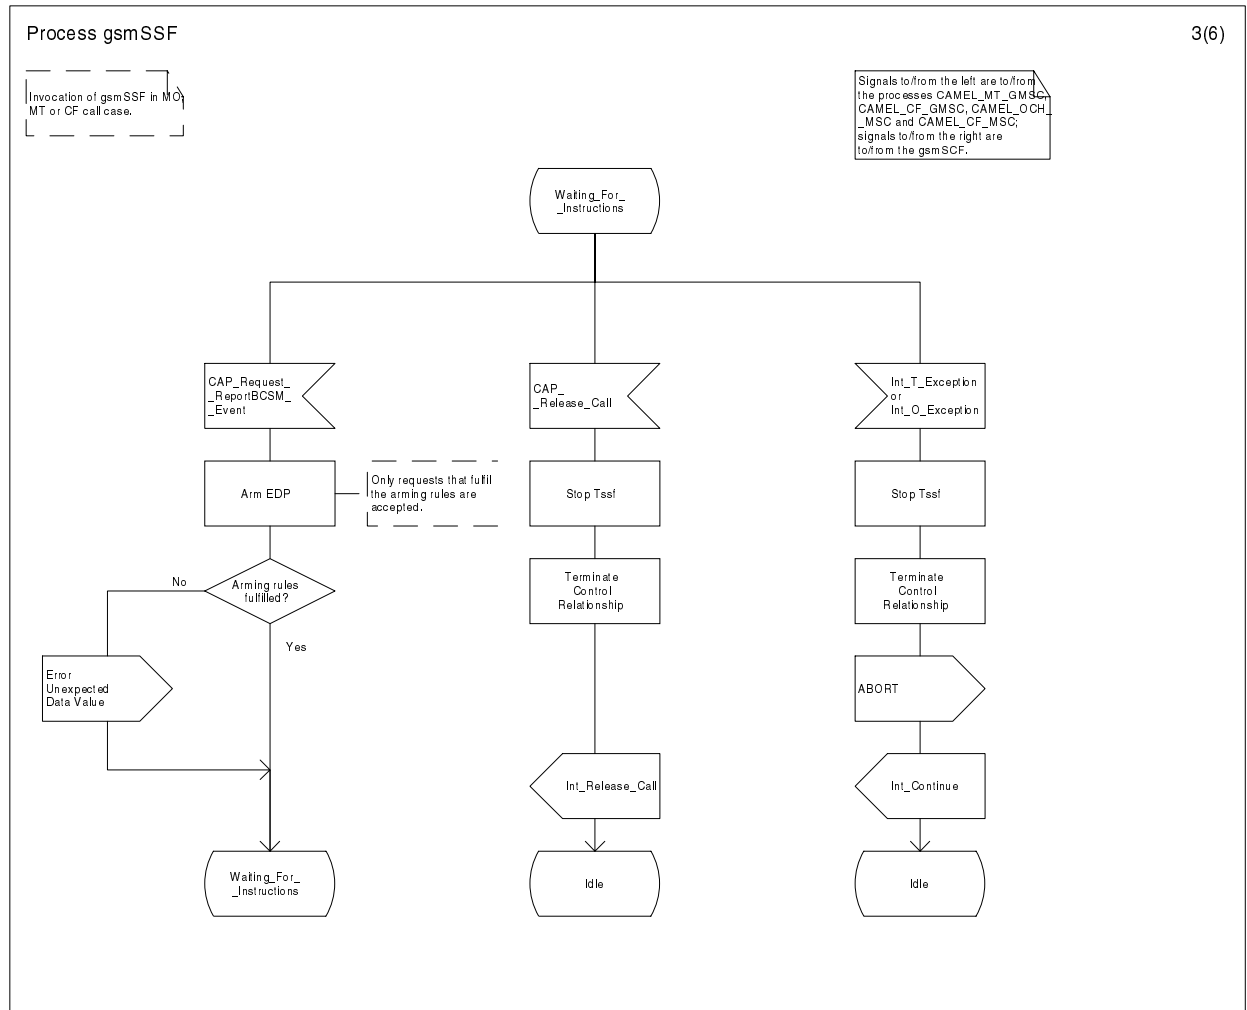 Process gsmSSF
3(6)
Invocation of gsmSSF in MO,
MT or CF call case.
Signals to/from the left are to/from
the processes CAMEL_MT_GMSC,
CAMEL_CF_GMSC, CAMEL_OCH_
_MSC and CAMEL_CF_MSC;
signals to/from the right are
to/from the gsmSCF.
Waiting_For_
_Instructions
CAP_Request_
_ReportBCSM_
_Event
CAP_
_Release_Call
Int_T_Exception
or
Int_O_Exception
Arm EDP
Only requests that fulfil
the arming rules are
accepted.
Stop Tssf
Stop Tssf
Arming rules
fulfilled?
No
Yes
Terminate
Control
Relationship
Terminate
Control
Relationship
Error
Unexpected
Data Value
ABORT
Int_Release_Call
Int_Continue
Waiting_For_
_Instructions
Idle
Idle